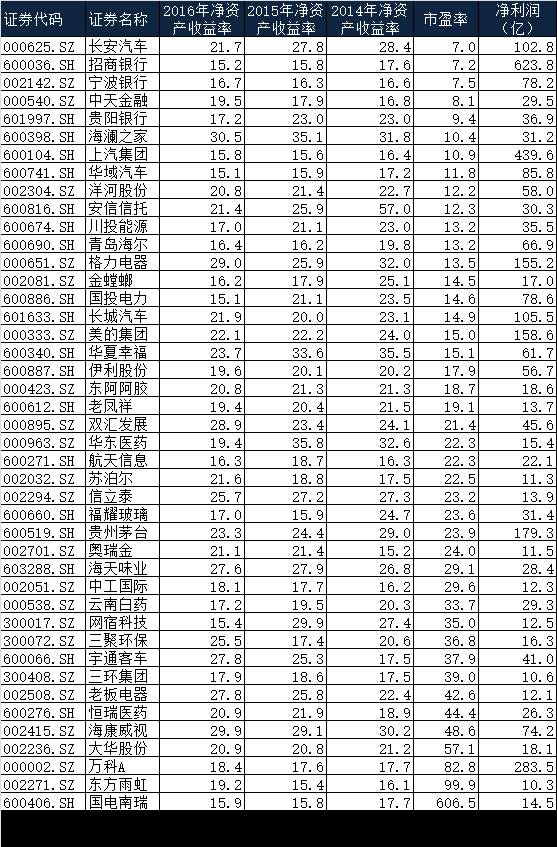 证券代码 证券名称 2016年净资产收益率 2015年净资产收益率 2014年净资产收益率 市盈率 净利润（亿）
000625.SZ 长安汽车 21.7 27.8 28.4 7.0 102.8
600036.SH 招商银行 15.2 15.8 17.6 7.2 623.8
002142.SZ 宁波银行 16.7 16.3 16.6 7.5 78.2
000540.SZ 中天金融 19.5 17.9 16.8 8.1 29.5
601997.SH 贵阳银行 17.2 23.0 23.0 9.4 36.9
600398.SH 海澜之家 30.5 35.1 31.8 10.4 31.2
600104.SH 上汽集团 15.8 15.6 16.4 10.9 439.6
600741.SH 华域汽车 15.1 15.9 17.2 11.8 85.8
002304.SZ 洋河股份 20.8 21.4 22.7 12.2 58.0
600816.SH 安信信托 21.4 25.9 57.0 12.3 30.3
600674.SH 川投能源 17.0 21.1 23.0 13.2 35.5
600690.SH 青岛海尔 16.4 16.2 19.8 13.2 66.9
000651.SZ 格力电器 29.0 25.9 32.0 13.5 155.2
002081.SZ 金螳螂 16.2 17.9 25.1 14.5 17.0
600886.SH 国投电力 15.1 21.1 23.5 14.6 78.6
601633.SH 长城汽车 21.9 20.0 23.1 14.9 105.5
000333.SZ 美的集团 22.1 22.2 24.0 15.0 158.6
600340.SH 华夏幸福 23.7 33.6 35.5 15.1 61.7
600887.SH 伊利股份 19.6 20.1 20.2 17.9 56.7
000423.SZ 东阿阿胶 20.8 21.3 21.3 18.7 18.6
600612.SH 老凤祥 19.4 20.4 21.5 19.1 13.7
000895.SZ 双汇发展 28.9 23.4 24.1 21.4 45.6
000963.SZ 华东医药 19.4 35.8 32.6 22.3 15.4
600271.SH 航天信息 16.3 18.7 16.3 22.3 22.1
002032.SZ 苏泊尔 21.6 18.8 17.5 22.5 11.3
002294.SZ 信立泰 25.7 27.2 27.3 23.2 13.9
600660.SH 福耀玻璃 17.0 15.9 24.7 23.6 31.4
600519.SH 贵州茅台 23.3 24.4 29.0 23.9 179.3
002701.SZ 奥瑞金 21.1 21.4 15.2 24.0 11.5
603288.SH 海天味业 27.6 27.9 26.8 29.1 28.4
002051.SZ 中工国际 18.1 17.7 16.2 29.6 12.3
000538.SZ 云南白药 17.2 19.5 20.3 33.7 29.3
300017.SZ 网宿科技 15.4 29.9 27.4 35.0 12.5
300072.SZ 三聚环保 25.5 17.4 20.6 36.8 16.3
600066.SH 宇通客车 27.8 25.3 17.5 37.9 41.0
300408.SZ 三环集团 17.9 18.6 17.5 39.0 10.6
002508.SZ 老板电器 27.8 25.8 22.4 42.6 12.1
600276.SH 恒瑞医药 20.9 21.9 18.9 44.4 26.3
002415.SZ 海康威视 29.9 29.1 30.2 48.6 74.2
002236.SZ 大华股份 20.9 20.8 21.2 57.1 18.1
000002.SZ 万科A 18.4 17.6 17.7 82.8 283.5
002271.SZ 东方雨虹 19.2 15.4 16.1 99.9 10.3
600406.SH 国电南瑞 15.9 15.8 17.7 606.5 14.5